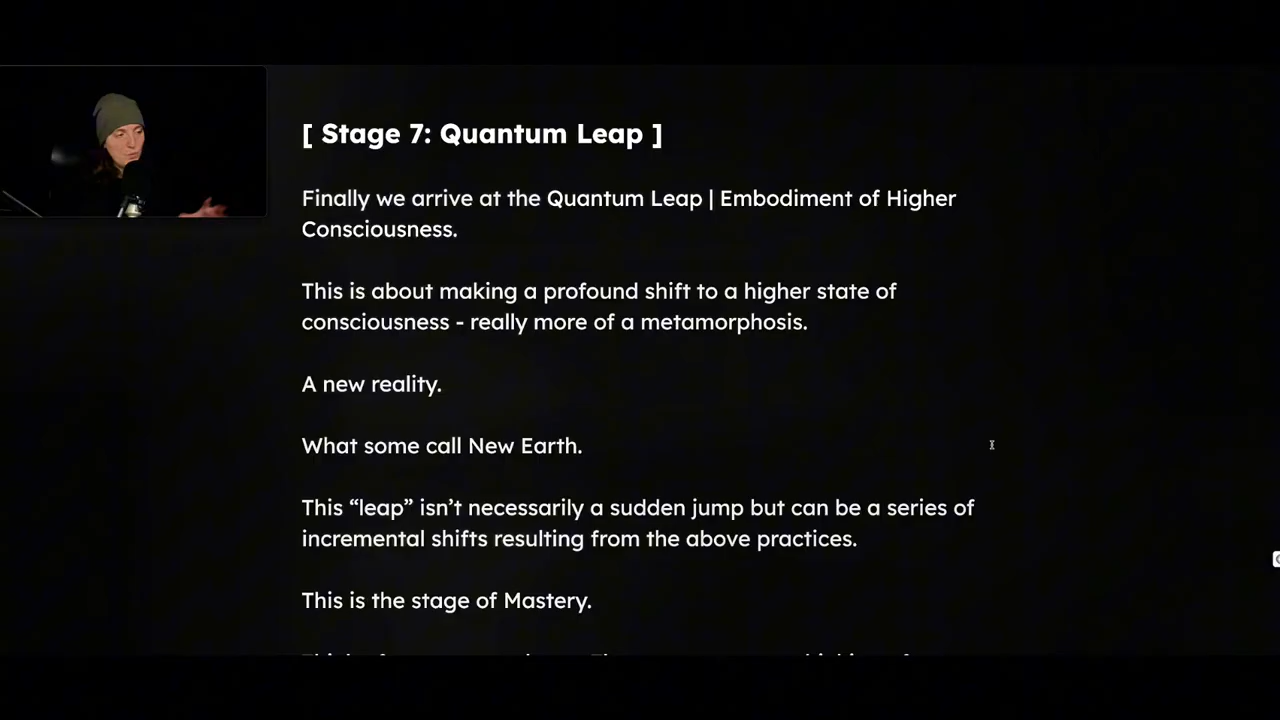 [ Stage 7: Quantum Leap ]
Finally we arrive at the Quantum Leap | Embodiment of Higher
Consciousness.
This is about making a profound shift to a higher state of
consciousness - really more of a metamorphosis.
A new reality.
What some call New Earth.
This “leap” isn’t necessarily a sudden jump but can be a series of
incremental shifts resulting from the above practices.
This is the stage of Mastery.